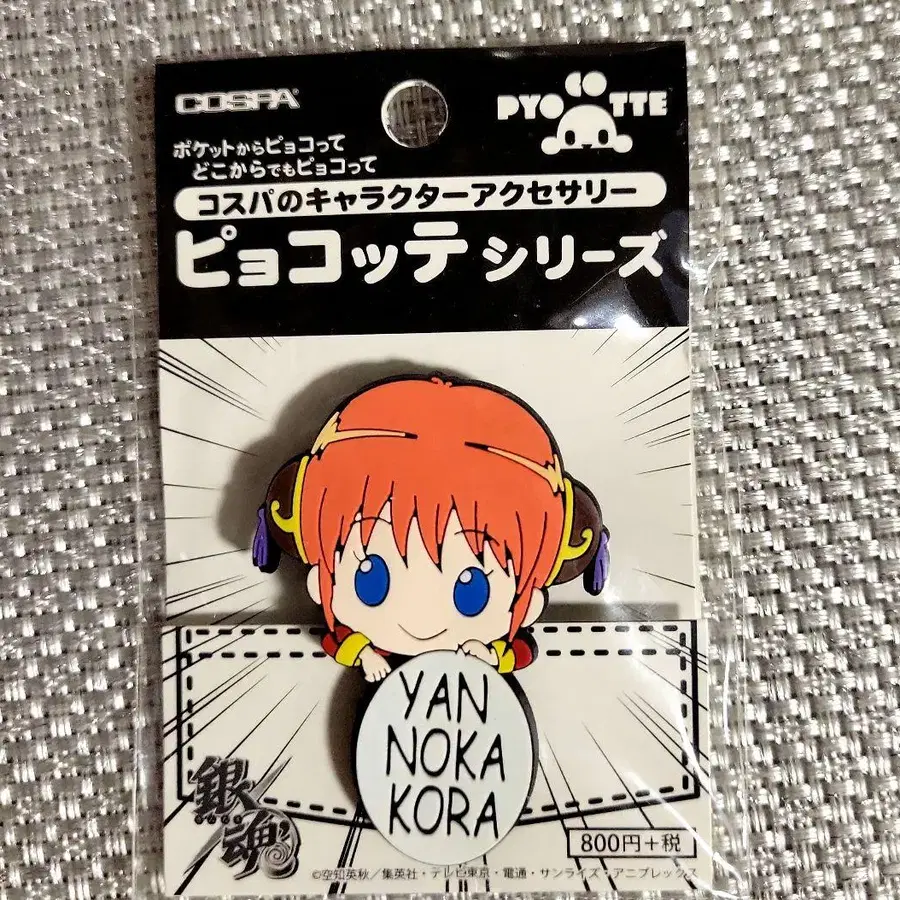 COSPA
PYOCOTTE
ポケットからピョコって
どこからでもピョコって
コスパのキャラクターアクセサリー
ピョコッテ シリーズ
YAN
NOKA
KORA
銀魂
800円+税
©空知英秋/集英社・テレビ東京・電通・サンライズ・アニプレックス